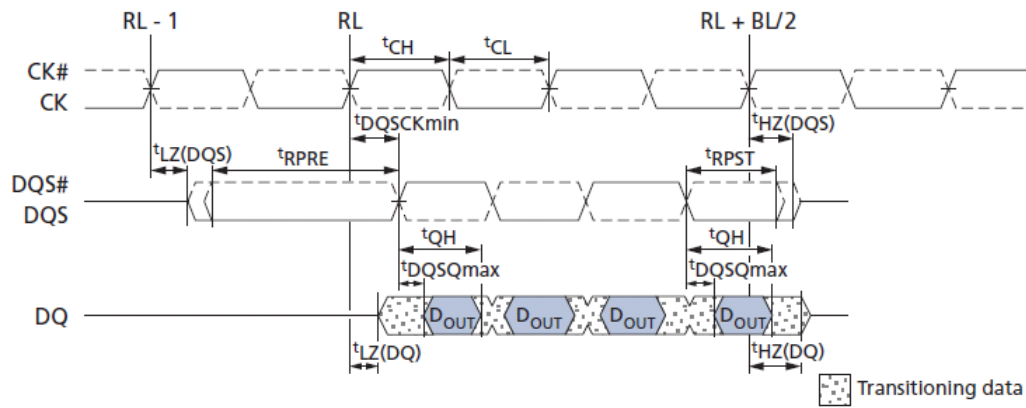 RL - 1 RL RL + BL/2
tCH tCL
CK#
CK
tDQSCKmin tHZ(DQS)
tLZ(DQS) tRPRE tRPST
DQS#
DQS
tQH tQH
tDQSQmax tDQSQmax
DQ DOUT DOUT DOUT DOUT
tLZ(DQ) tHZ(DQ)
Transitioning data